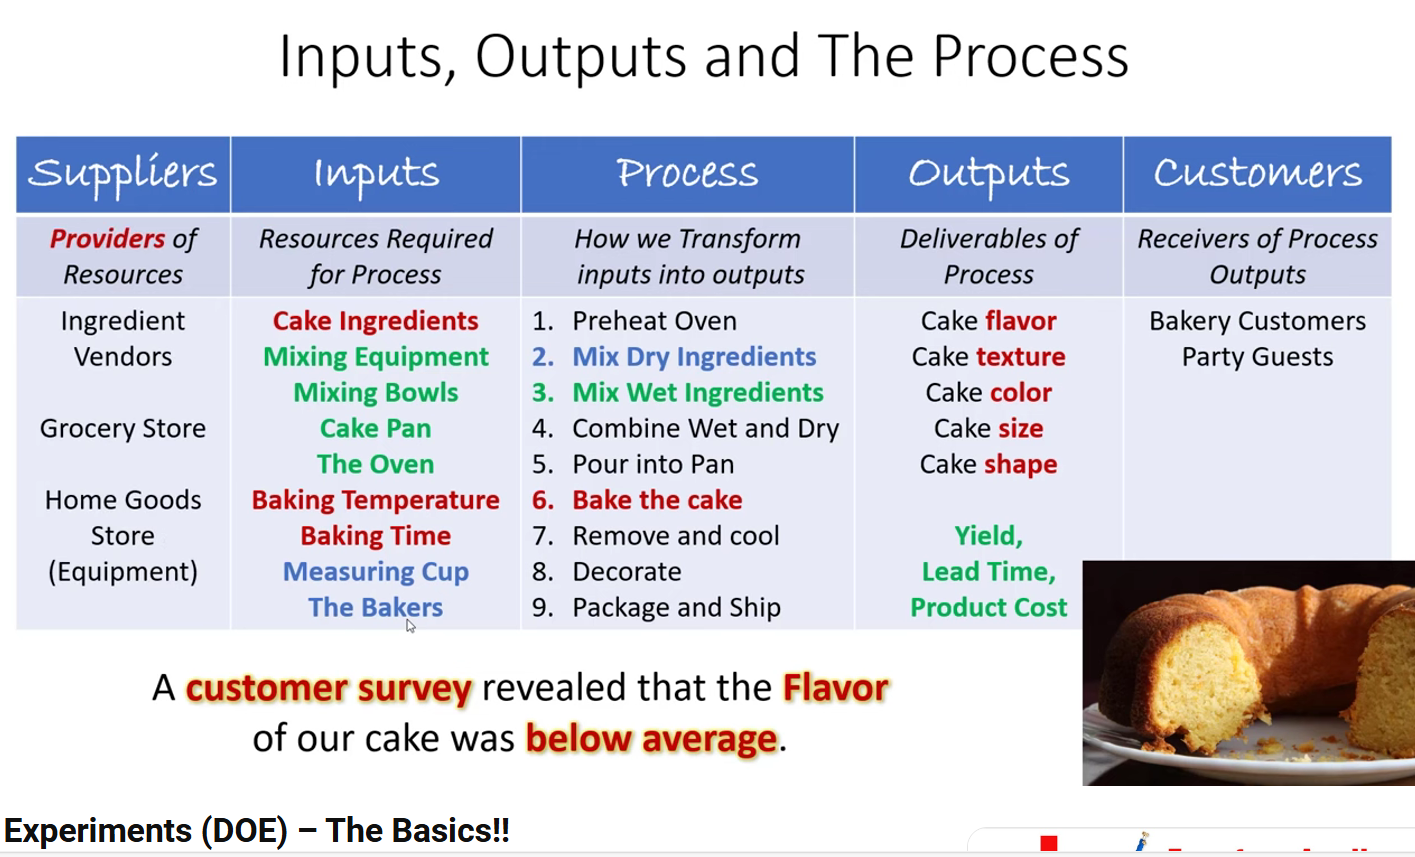 Inputs, Outputs and The Process
Suppliers
Inputs
Process
Outputs
Customers
Providers of
Resources
Resources Required
for Process
How we Transform
inputs into outputs
Deliverables of
Process
Receivers of Process
Outputs
Ingredient
Vendors
Grocery Store
Home Goods
Store
(Equipment)
Cake Ingredients
Mixing Equipment
Mixing Bowls
Cake Pan
The Oven
Baking Temperature
Baking Time
Measuring Cup
The Bakers
1. Preheat Oven
2. Mix Dry Ingredients
3. Mix Wet Ingredients
4. Combine Wet and Dry
5. Pour into Pan
6. Bake the cake
7. Remove and cool
8. Decorate
9. Package and Ship
Cake flavor
Cake texture
Cake color
Cake size
Cake shape
Yield,
Lead Time,
Product Cost
Bakery Customers
Party Guests
A customer survey revealed that the Flavor
of our cake was below average.
Experiments (DOE) – The Basics!!